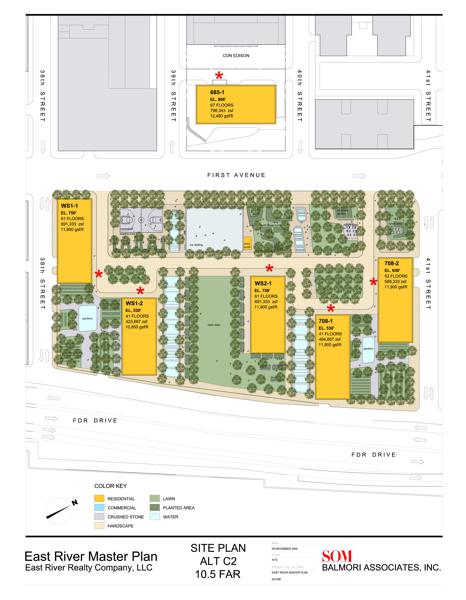 CON EDISON
38th STREET
39th STREET
40th STREET
41st STREET
685-1
EL. 800'
67 FLOORS
12,460 gsf/fl
FIRST AVENUE
WS1-1
EL. 750'
61 FLOORS
691,333 zsf
11,900 gsf/fl
WS1-2
EL. 530'
41 FLOORS
423,667 zsf
10,850 gsf/fl
WS2-1
EL. 750'
61 FLOORS
691,333 zsf
11,900 gsf/fl
708-1
EL. 530'
41 FLOORS
464,667 zsf
11,900 gsf/fl
708-2
EL. 640'
52 FLOORS
589,333 zsf
11,900 gsf/fl
38th STREET
41st STREET
FDR DRIVE
FDR DRIVE
N
COLOR KEY
RESIDENTIAL
COMMERCIAL
CRUSHED STONE
HARDSCAPE
LAWN
PLANTED AREA
WATER
East River Master Plan
East River Realty Company, LLC
SITE PLAN
ALT C2
10.5 FAR
SOM
BALMORI ASSOCIATES, INC.